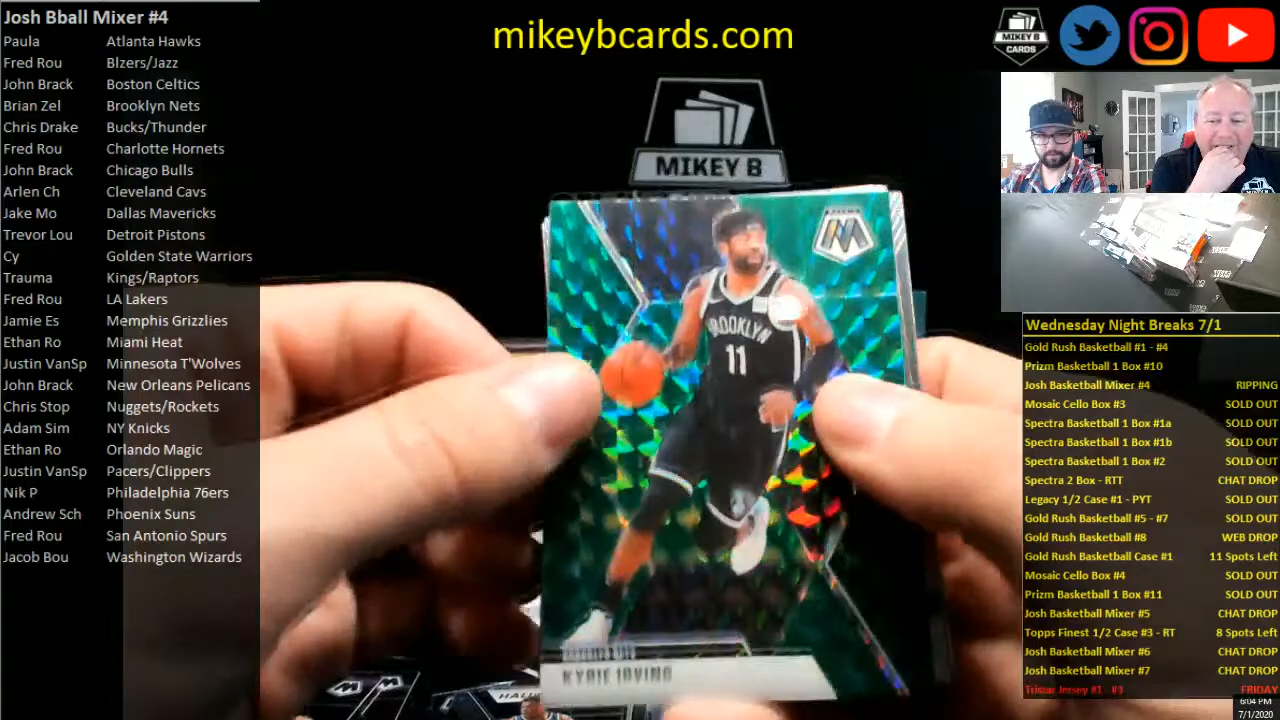 Josh Bball Mixer #4
Paula Atlanta Hawks
Fred Rou Blzers/Jazz
John Brack Boston Celtics
Brian Zel Brooklyn Nets
Chris Drake Bucks/Thunder
Fred Rou Charlotte Hornets
John Brack Chicago Bulls
Arlen Ch Cleveland Cavs
Jake Mo Dallas Mavericks
Trevor Lou Detroit Pistons
Cy Golden State Warriors
Trauma Kings/Raptors
Fred Rou LA Lakers
Jamie Es Memphis Grizzlies
Ethan Ro Miami Heat
Justin VanSp Minnesota T'Wolves
John Brack New Orleans Pelicans
Chris Stop Nuggets/Rockets
Adam Sim NY Knicks
Ethan Ro Orlando Magic
Justin VanSp Pacers/Clippers
Nik P Philadelphia 76ers
Andrew Sch Phoenix Suns
Fred Rou San Antonio Spurs
Jacob Bou Washington Wizards
mikeybcards.com
MIKEY B
BROOKLYN
11
KYRIE IRVING
MIKEY B
CARDS
Wednesday Night Breaks 7/1
Gold Rush Basketball #1 - #4
Prizm Basketball 1 Box #10
Josh Basketball Mixer #4 RIPPING
Mosaic Cello Box #3 SOLD OUT
Spectra Basketball 1 Box #1a SOLD OUT
Spectra Basketball 1 Box #1b SOLD OUT
Spectra Basketball 1 Box #2 SOLD OUT
Spectra 2 Box - RTT CHAT DROP
Legacy 1/2 Case #1 - PYT SOLD OUT
Gold Rush Basketball #5 - #7 SOLD OUT
Gold Rush Basketball #8 WEB DROP
Gold Rush Basketball Case #1 11 Spots Left
Mosaic Cello Box #4 SOLD OUT
Prizm Basketball 1 Box #11 SOLD OUT
Josh Basketball Mixer #5 CHAT DROP
Topps Finest 1/2 Case #3 - RT 8 Spots Left
Josh Basketball Mixer #6 CHAT DROP
Josh Basketball Mixer #7 CHAT DROP
Tristar Jersey #1 - #3 FRIDAY
6:04 PM
7/1/2020